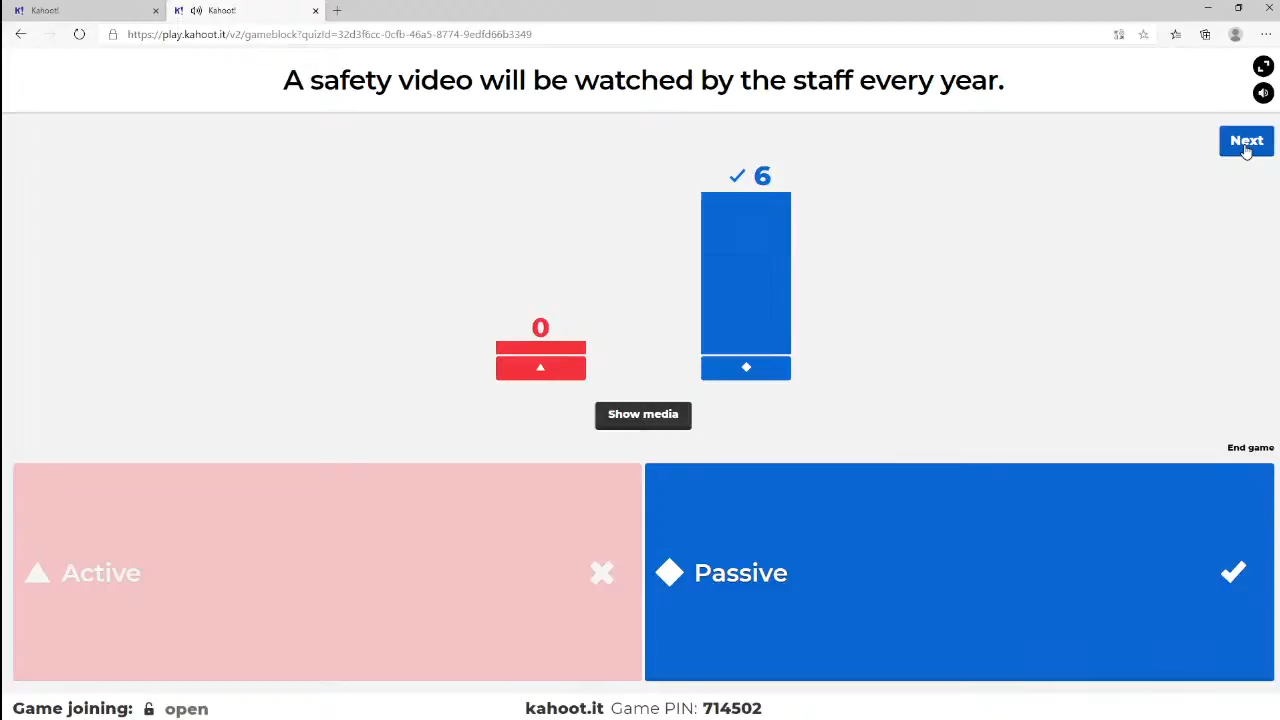 K! Kahoot!
K! Kahoot!
https://play.kahoot.it/v2/gameblock?quizId=32d3f6cc-0cfb-46a5-8774-9edfd66b3349
A safety video will be watched by the staff every year.
Next
6
0
Show media
End game
Active
Passive
Game joining: open
kahoot.it Game PIN: 714502